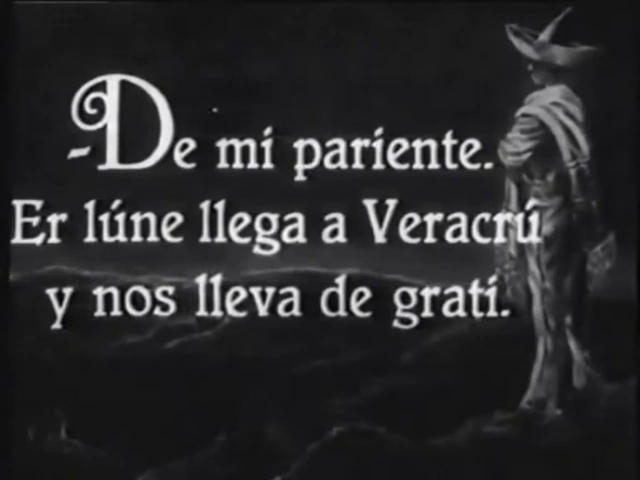 -De mi pariente.
Er lúne llega a Veracrú
y nos lleva de gratí.